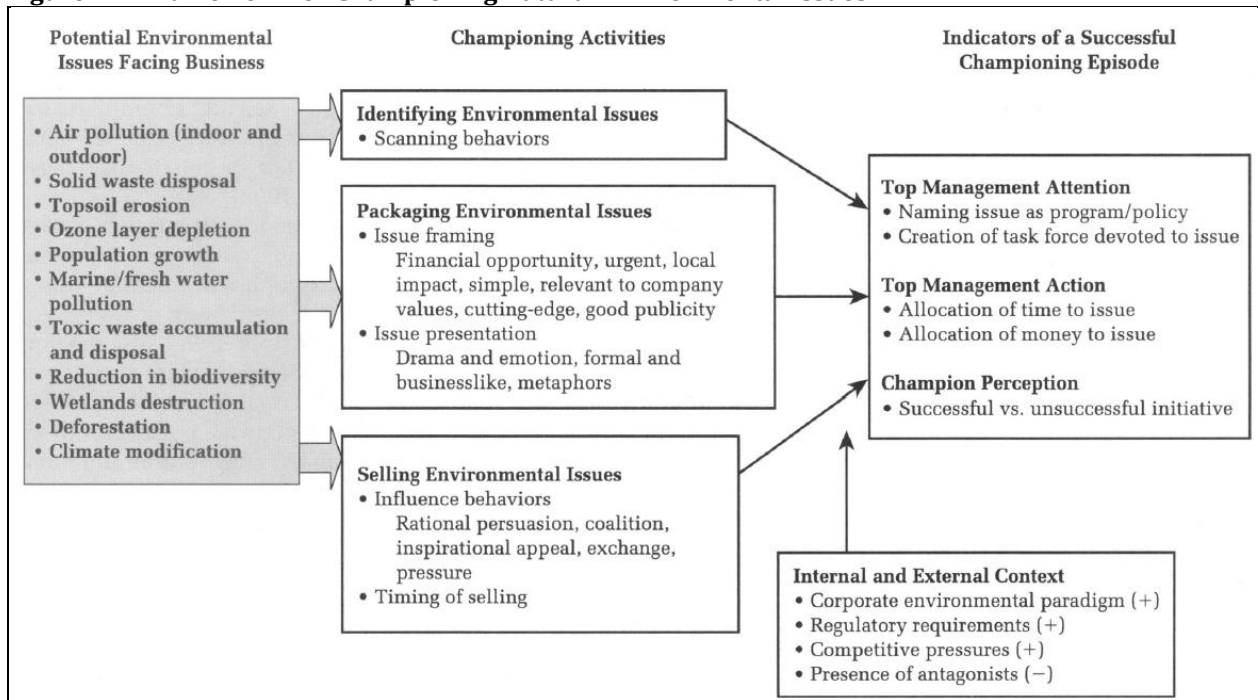 Potential Environmental
Issues Facing Business
• Air pollution (indoor and
outdoor)
• Solid waste disposal
• Topsoil erosion
• Ozone layer depletion
• Population growth
• Marine/fresh water
pollution
• Toxic waste accumulation
and disposal
• Reduction in biodiversity
• Wetlands destruction
• Deforestation
• Climate modification
Championing Activities
Identifying Environmental Issues
• Scanning behaviors
Packaging Environmental Issues
• Issue framing
Financial opportunity, urgent, local
impact, simple, relevant to company
values, cutting-edge, good publicity
• Issue presentation
Drama and emotion, formal and
businesslike, metaphors
Selling Environmental Issues
• Influence behaviors
Rational persuasion, coalition,
inspirational appeal, exchange,
pressure
• Timing of selling
Indicators of a Successful
Championing Episode
Top Management Attention
• Naming issue as program/policy
• Creation of task force devoted to issue
Top Management Action
• Allocation of time to issue
• Allocation of money to issue
Champion Perception
• Successful vs. unsuccessful initiative
Internal and External Context
• Corporate environmental paradigm (+)
• Regulatory requirements (+)
• Competitive pressures (+)
• Presence of antagonists (−)